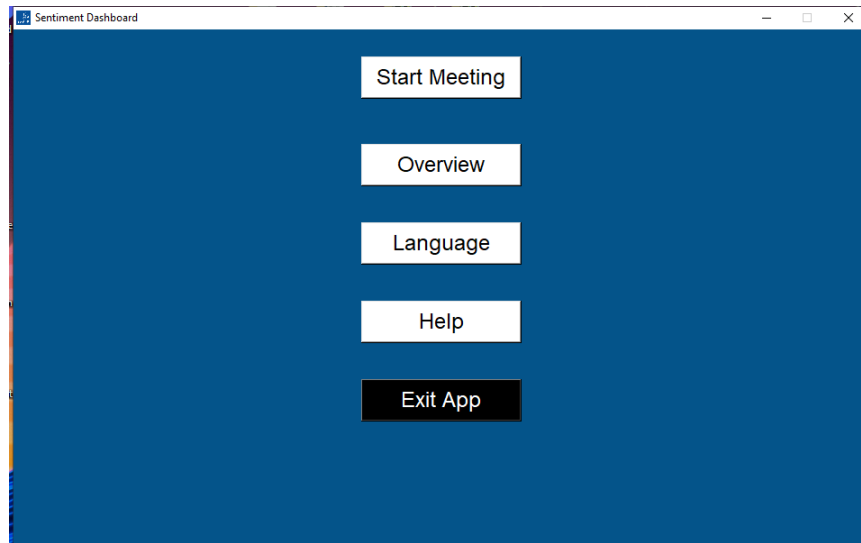 Sentiment Dashboard
Start Meeting
Overview
Language
Help
Exit App